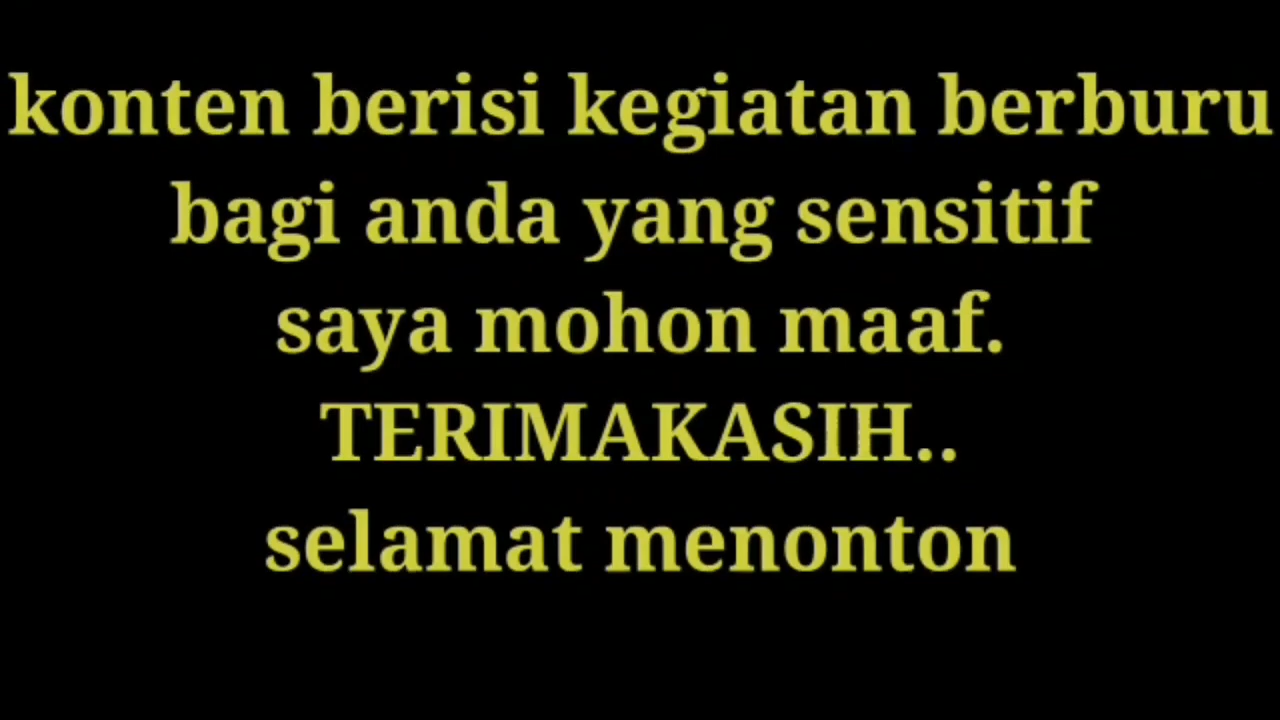 konten berisi kegiatan berburu
bagi anda yang sensitif
saya mohon maaf.
TERIMAKASIH..
selamat menonton